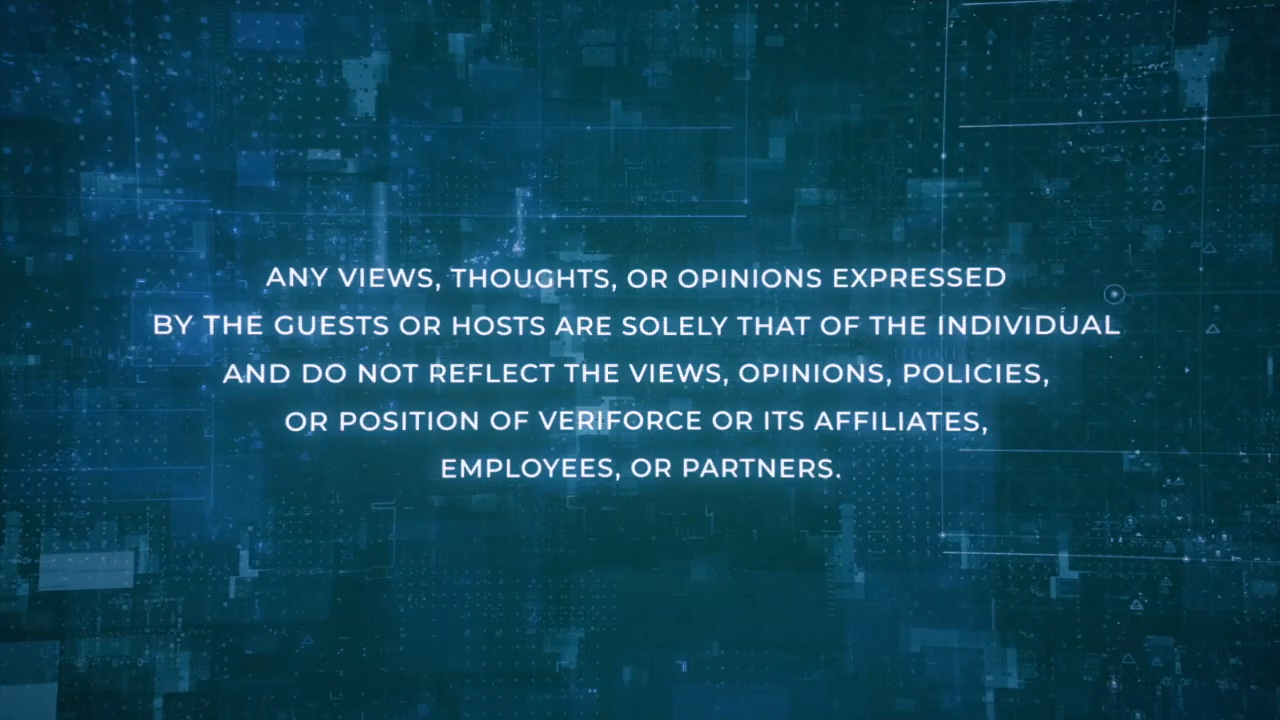 ANY VIEWS, THOUGHTS, OR OPINIONS EXPRESSED
BY THE GUESTS OR HOSTS ARE SOLELY THAT OF THE INDIVIDUAL
AND DO NOT REFLECT THE VIEWS, OPINIONS, POLICIES,
OR POSITION OF VERIFORCE OR ITS AFFILIATES,
EMPLOYEES, OR PARTNERS.